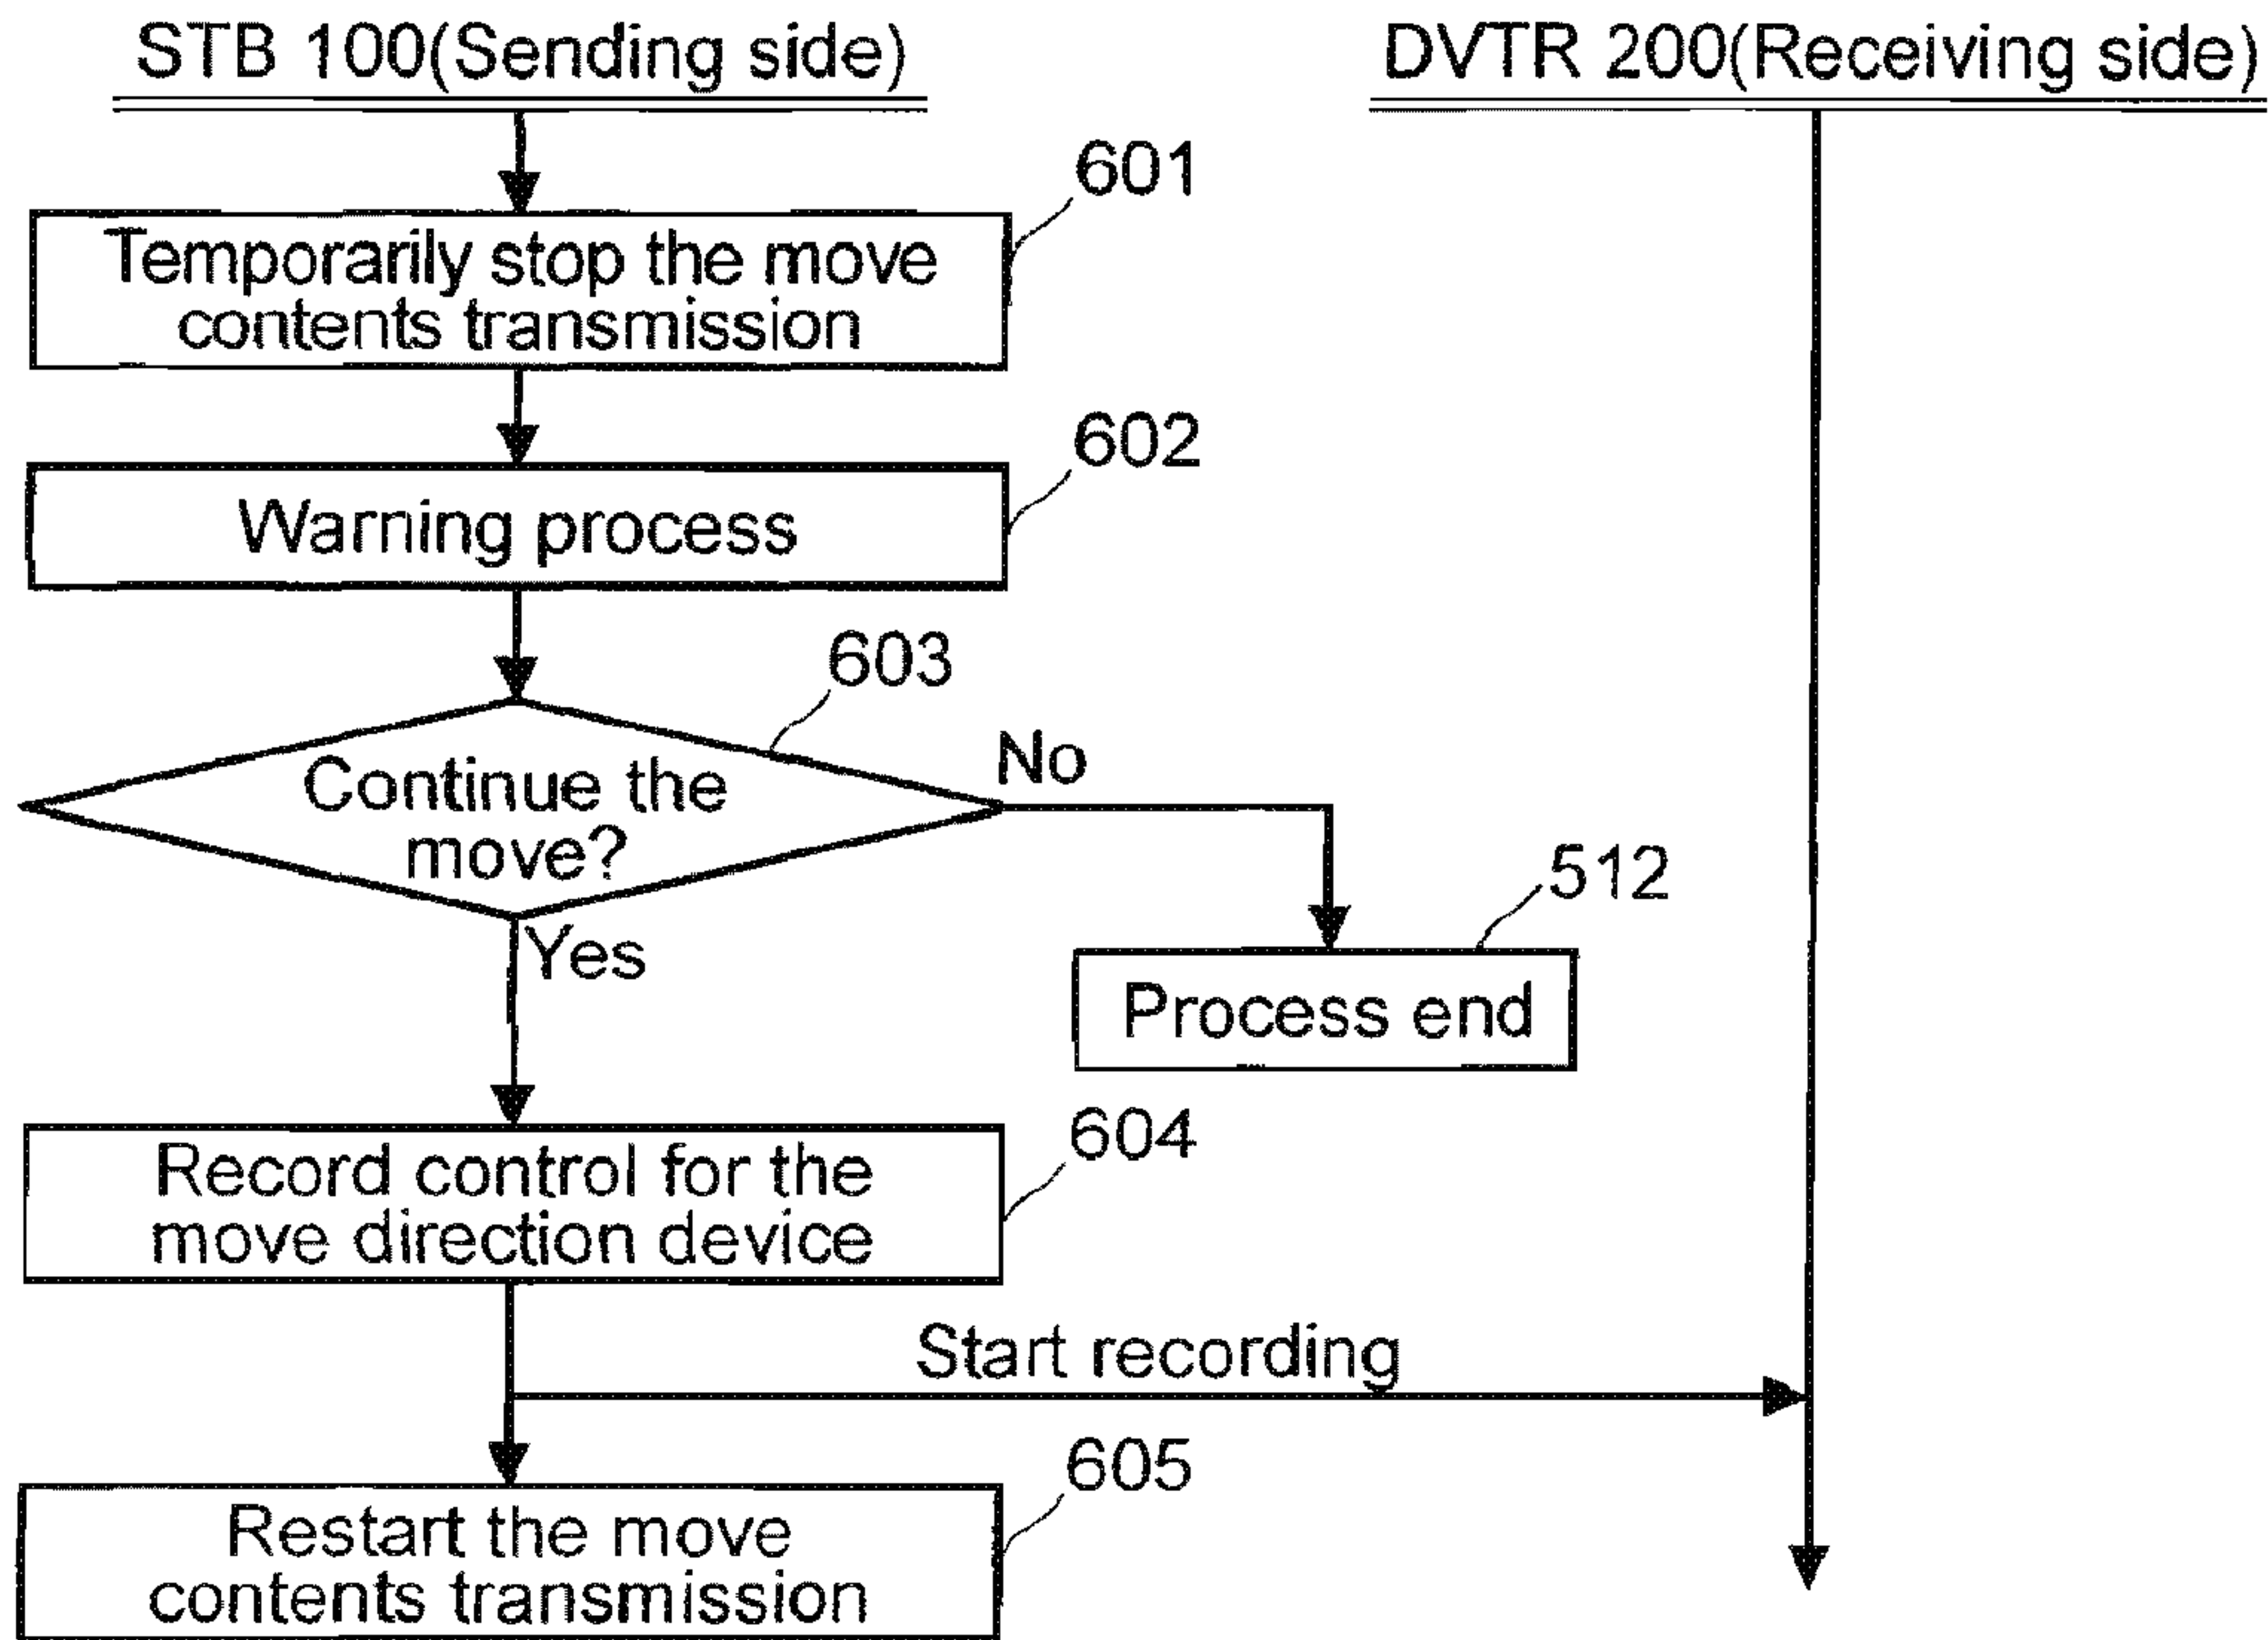 STB 100(Sending side)
DVTR 200(Receiving side)
601
Temporarily stop the move
contents transmission
602
Warning process
603
Continue the
move?
No
Yes
512
Process end
604
Record control for the
move direction device
Start recording
605
Restart the move
contents transmission